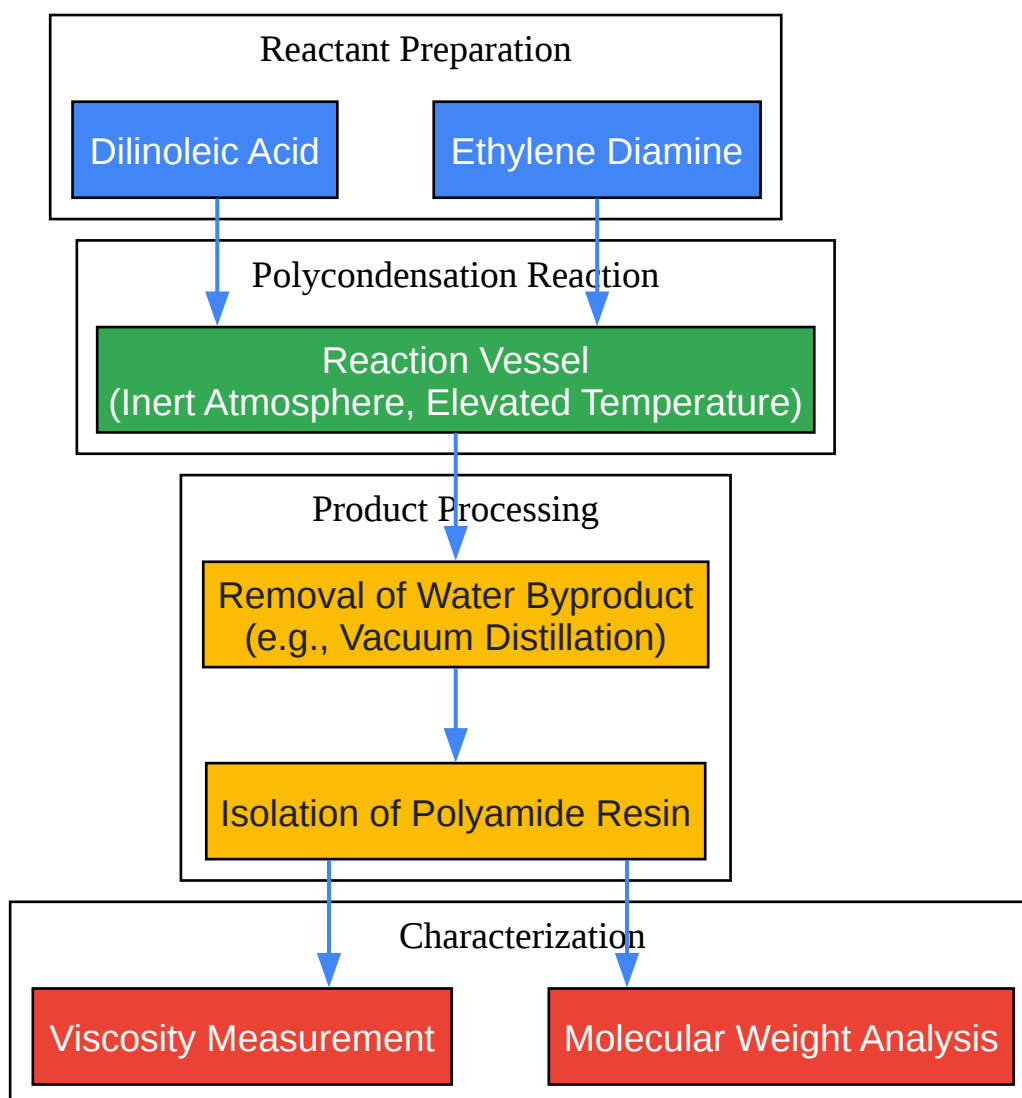 Reactant Preparation
Dilinoleic Acid
Ethylene Diamine
Polycondensation Reaction
Reaction Vessel
(Inert Atmosphere, Elevated Temperature)
Product Processing
Removal of Water Byproduct
(e.g., Vacuum Distillation)
Isolation of Polyamide Resin
Characterization
Viscosity Measurement
Molecular Weight Analysis